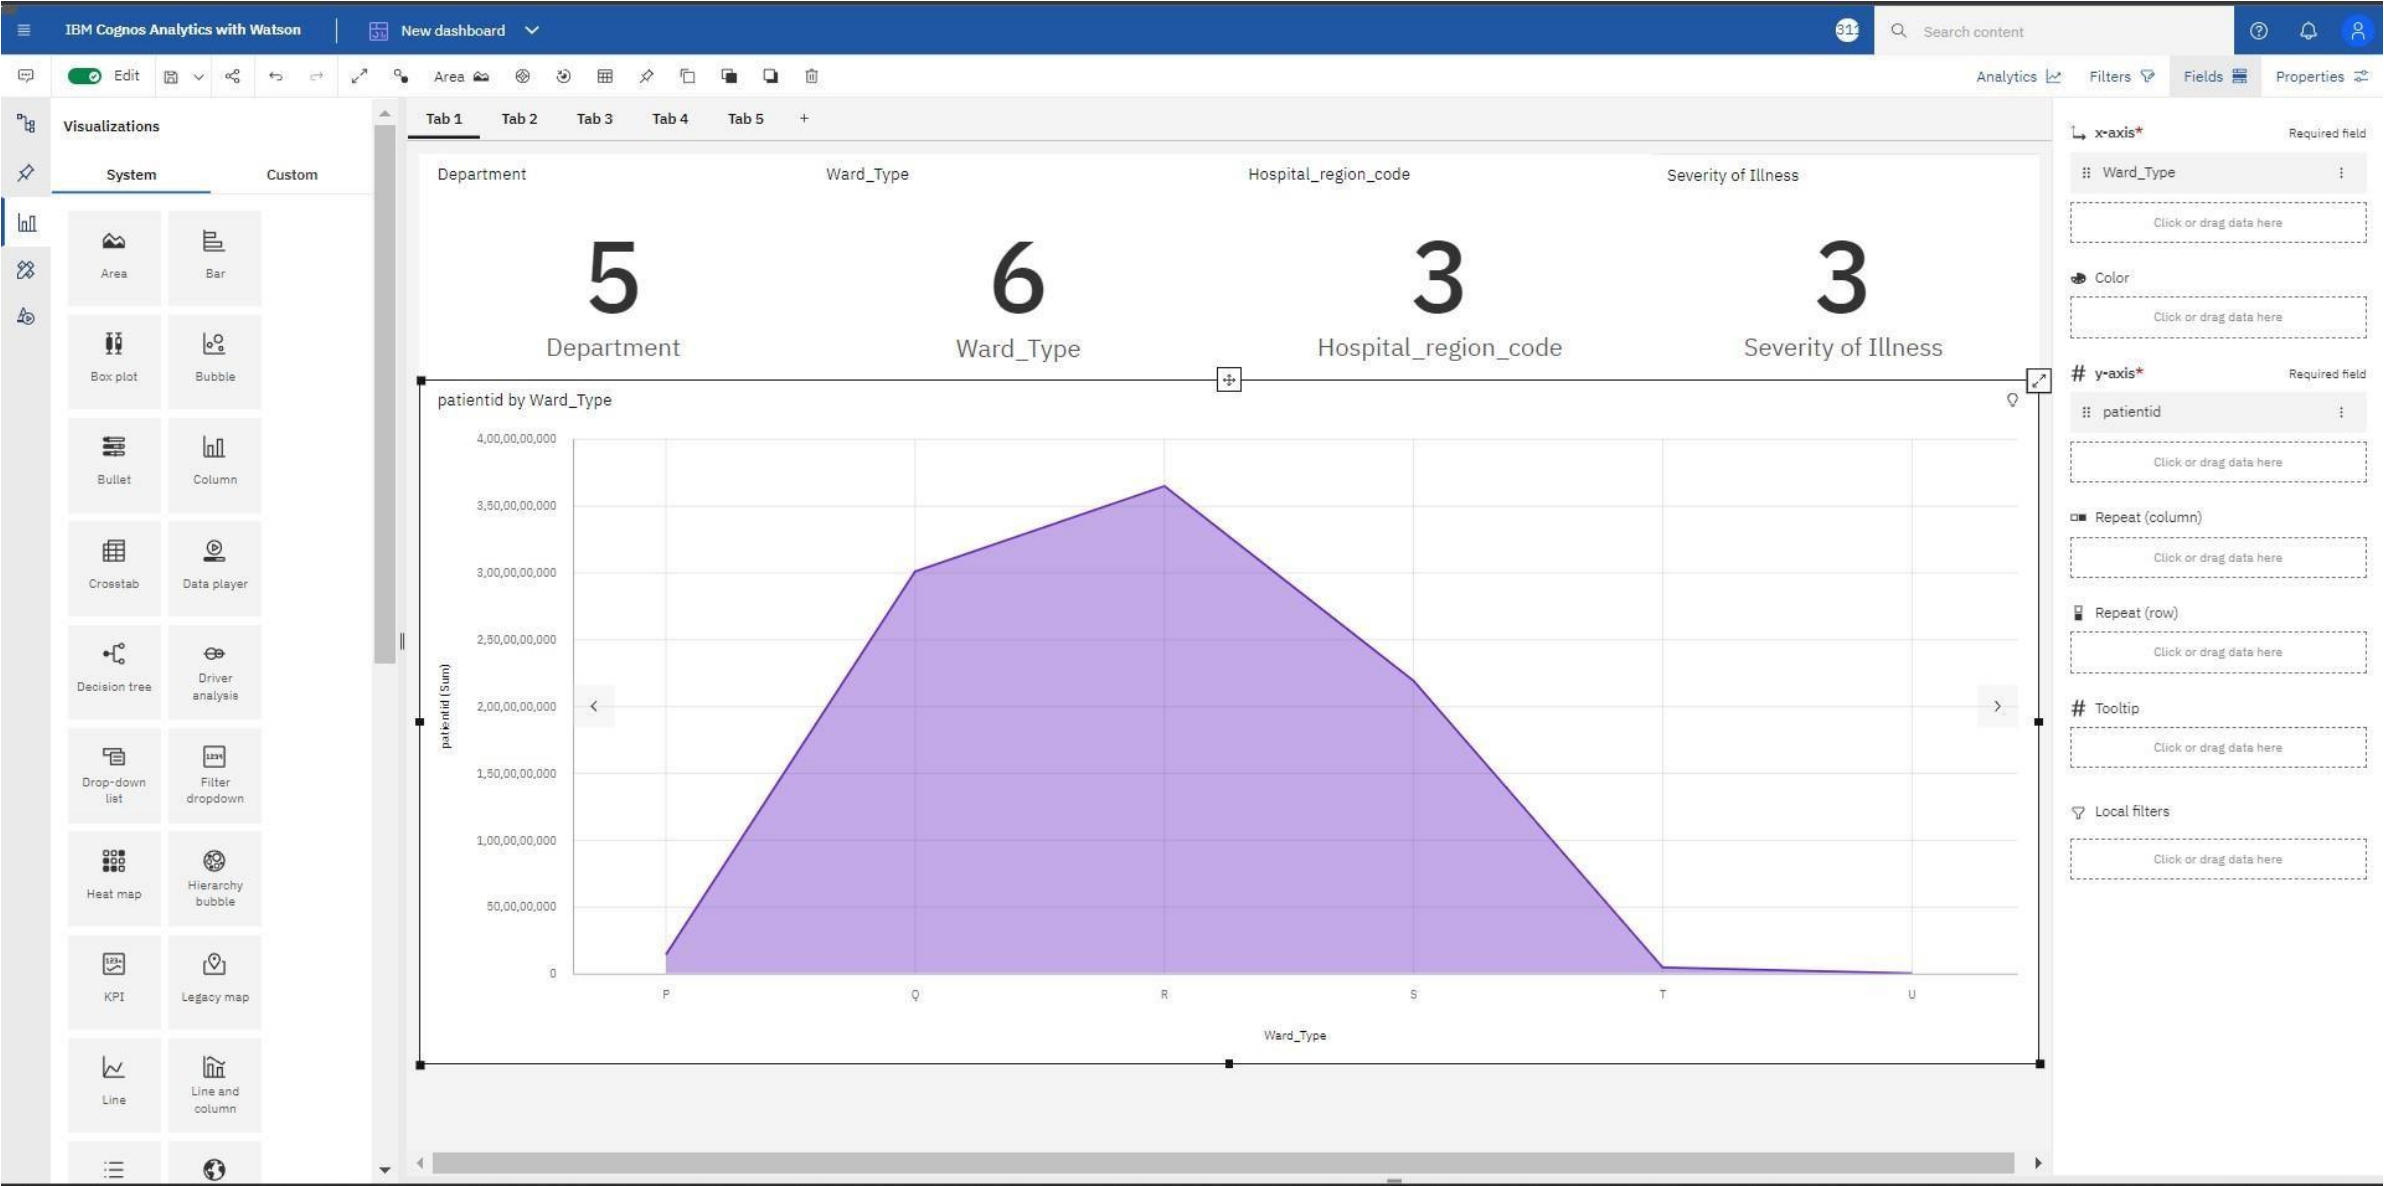 IBM Cognos Analytics with Watson
New dashboard
311
Search content
Edit
Area
Analytics
Filters
Fields
Properties
Visualizations
System
Custom
Area
Bar
Box plot
Bubble
Bullet
Column
Crosstab
Data player
Decision tree
Driver
analysis
Drop-down
list
Filter
dropdown
Heat map
Hierarchy
bubble
KPI
Legacy map
Line
Line and
column
Tab 1
Tab 2
Tab 3
Tab 4
Tab 5
+
Department
5
Department
Ward_Type
6
Ward_Type
Hospital_region_code
3
Hospital_region_code
Severity of Illness
3
Severity of Illness
patientid by Ward_Type
patientid (Sum)
4,00,00,00,000
3,50,00,00,000
3,00,00,00,000
2,50,00,00,000
2,00,00,00,000
1,50,00,00,000
1,00,00,00,000
50,00,00,000
0
P
Q
R
S
T
U
Ward_Type
x-axis*
Required field
Ward_Type
Click or drag data here
Color
Click or drag data here
# y-axis*
Required field
patientid
Click or drag data here
Repeat (column)
Click or drag data here
Repeat (row)
Click or drag data here
# Tooltip
Click or drag data here
Local filters
Click or drag data here